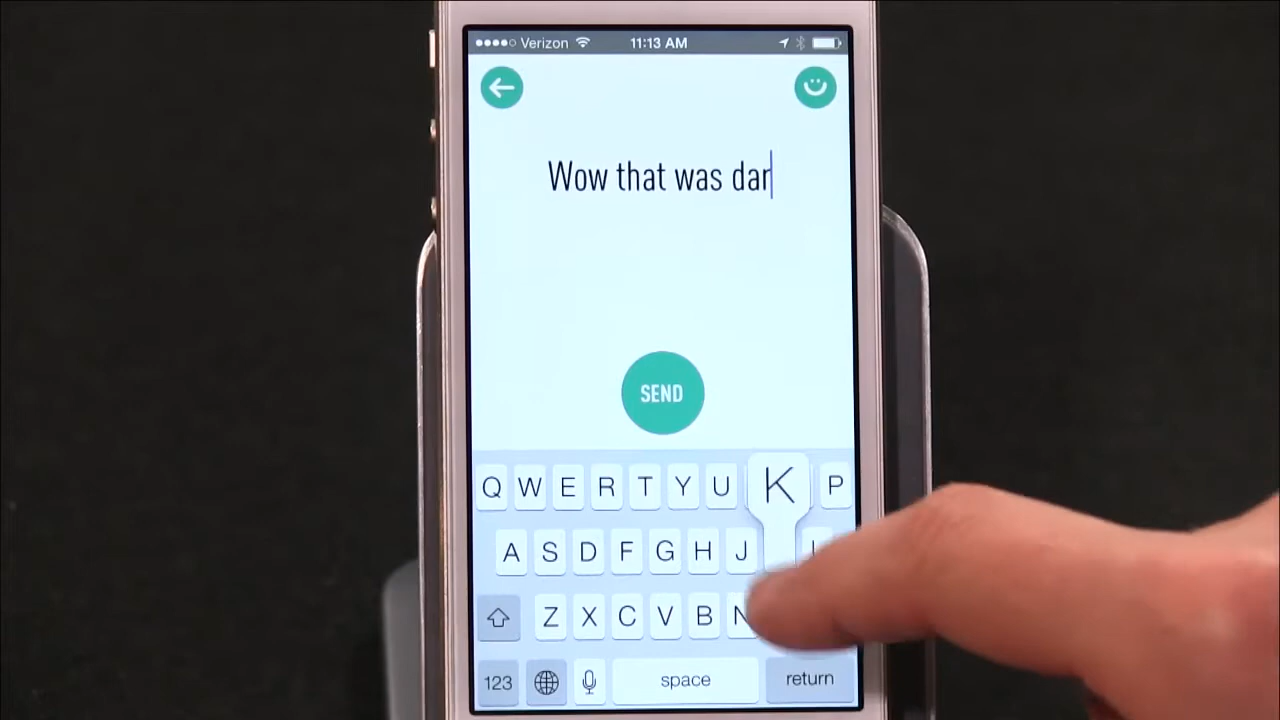 Verizon 11:13 AM
Wow that was dar
SEND
Q W E R T Y U K P
A S D F G H J
Z X C V B N
123 space return